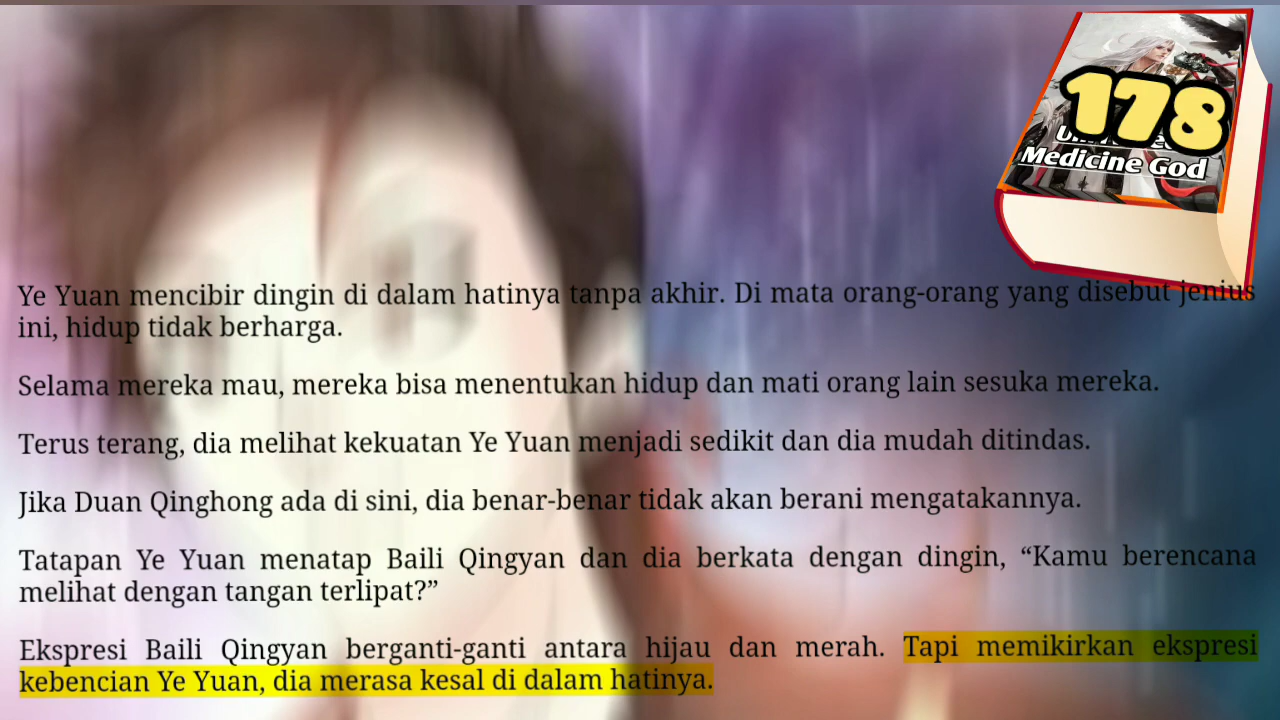 178
Medicine God
Ye Yuan mencibir dingin di dalam hatinya tanpa akhir. Di mata orang-orang yang disebut jenius
ini, hidup tidak berharga.
Selama mereka mau, mereka bisa menentukan hidup dan mati orang lain sesuka mereka.
Terus terang, dia melihat kekuatan Ye Yuan menjadi sedikit dan dia mudah ditindas.
Jika Duan Qinghong ada di sini, dia benar-benar tidak akan berani mengatakannya.
Tatapan Ye Yuan menatap Baili Qingyan dan dia berkata dengan dingin, “Kamu berencana
melihat dengan tangan terlipat?”
Ekspresi Baili Qingyan berganti-ganti antara hijau dan merah. Tapi memikirkan ekspresi
kebencian Ye Yuan, dia merasa kesal di dalam hatinya.